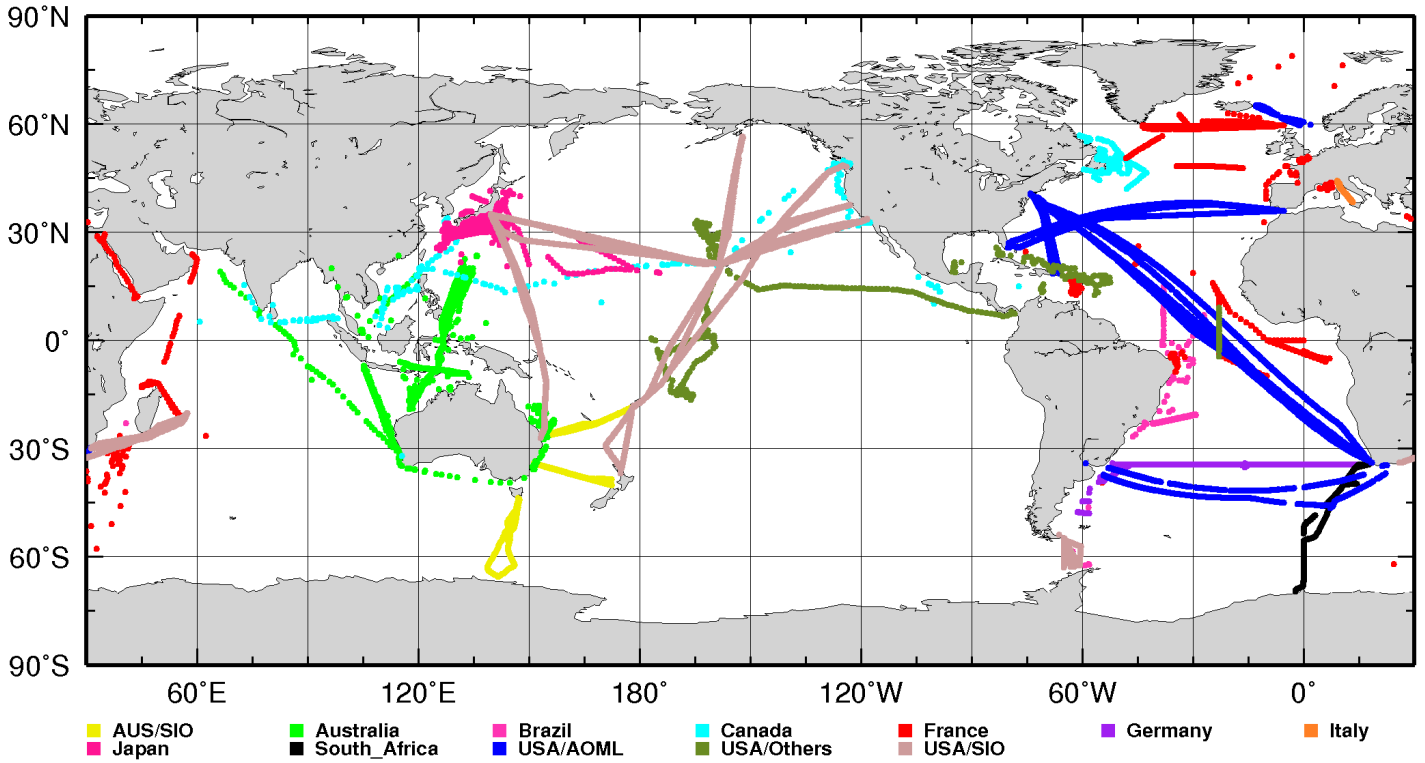 90˚N
60˚N
30˚N
0˚
30˚S
60˚S
90˚S
60˚E 120˚E 180˚ 120˚W 60˚W 0˚
AUS/SIO Australia Brazil Canada France Germany Italy
Japan South_Africa USA/AOML USA/Others USA/SIO